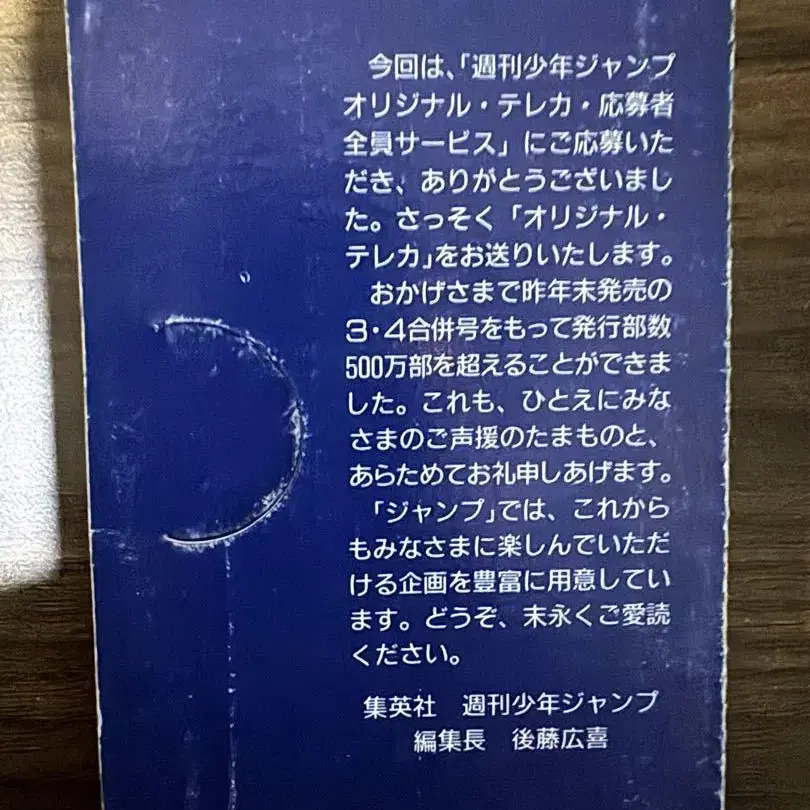 今回は、「週刊少年ジャンプ
オリジナル・テレカ・応募者
全員サービス」にご応募いた
だき、ありがとうございまし
た。さっそく「オリジナル・
テレカ」をお送りいたします。
おかげさまで昨年末発売の
3・4合併号をもって発行部数
500万部を超えることができま
した。これも、ひとえにみな
さまのご声援のたまものと、
あらためてお礼申しあげます。
「ジャンプ」では、これから
もみなさまに楽しんでいただ
ける企画を豊富に用意してい
ます。どうぞ、末永くご愛読
ください。
集英社 週刊少年ジャンプ
編集長 後藤広喜